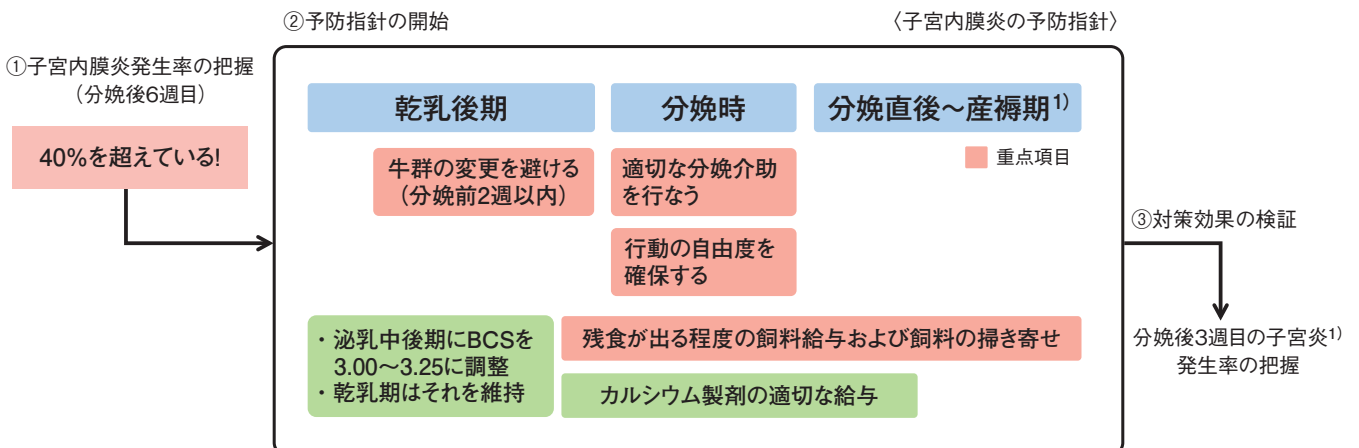 ②予防指針の開始
〈子宮内膜炎の予防指針〉
①子宮内膜炎発生率の把握
(分娩後6週目)
40%を超えている!
乾乳後期
分娩時
分娩直後～産褥期1)
重点項目
牛群の変更を避ける
(分娩前2週以内)
適切な分娩介助
を行なう
行動の自由度を
確保する
・泌乳中後期にBCSを
3.00～3.25に調整
・乾乳期はそれを維持
残食が出る程度の飼料給与および飼料の掃き寄せ
カルシウム製剤の適切な給与
③対策効果の検証
分娩後3週目の子宮炎1)
発生率の把握